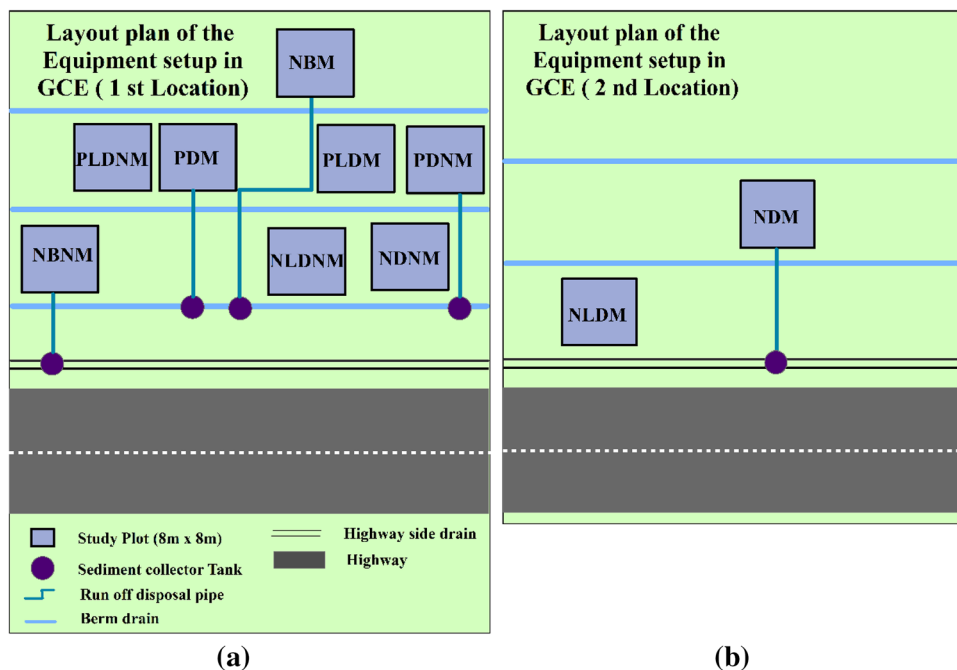 Layout plan of the
Equipment setup in
GCE ( 1 st Location)
NBM
PLDNM
PDM
PLDM
PDNM
NBNM
NLDNM
NDNM
Study Plot (8m x 8m)
Sediment collector Tank
Run off disposal pipe
Berm drain
Highway side drain
Highway
(a)
Layout plan of the
Equipment setup in
GCE ( 2 nd Location)
NDM
NLDM
(b)